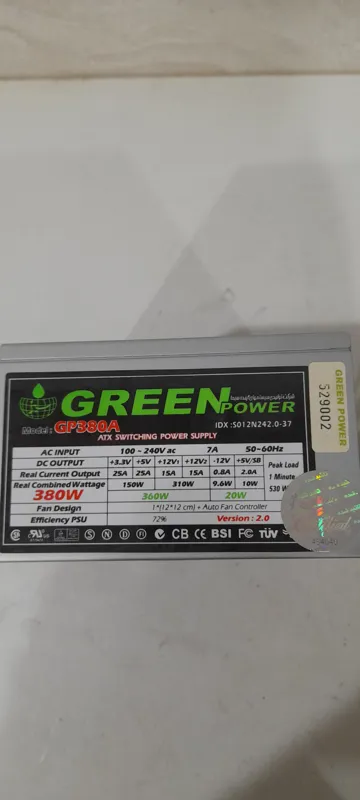 GREEN POWER
IDX :S012N242.0-37
Model: GP380A
ATX SWITCHING POWER SUPPLY
AC INPUT 100 - 240V ac 7A 50~60Hz
DC OUTPUT +3.3V +5V +12V1 +12V2 -12V +5V/SB Peak Load
Real Current Output 25A 25A 15A 15A 0.8A 2.0A 1 Minute
Real Combined Wattage 150W 310W 9.6W 10W 530 W
380W 360W 20W
Fan Design 1*(12*12 cm) + Auto Fan Controller
Efficiency PSU 72% Version : 2.0
S N D F CB CE BSI FC TÜV
GREEN POWER
529002